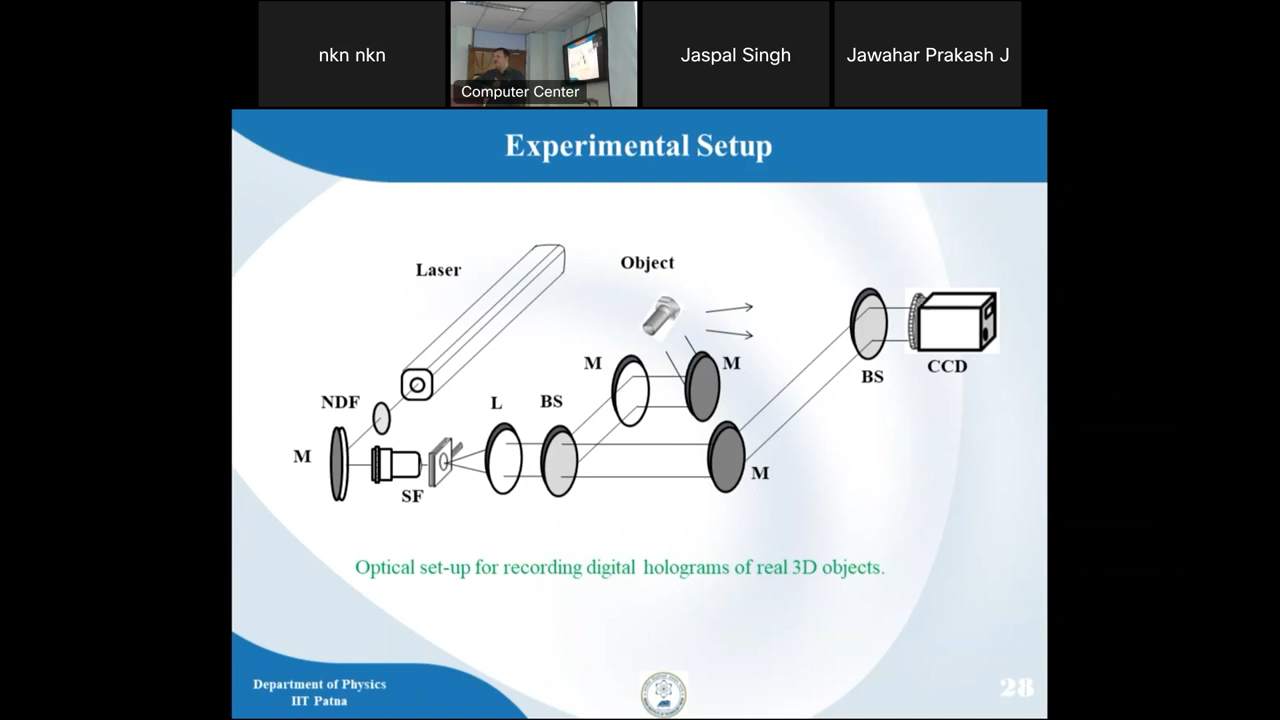 nkn nkn
Computer Center
Jaspal Singh
Jawahar Prakash J
Experimental Setup
Laser
Object
M
M
BS
CCD
NDF
L
BS
M
SF
M
Optical set-up for recording digital holograms of real 3D objects.
Department of Physics
IIT Patna
28